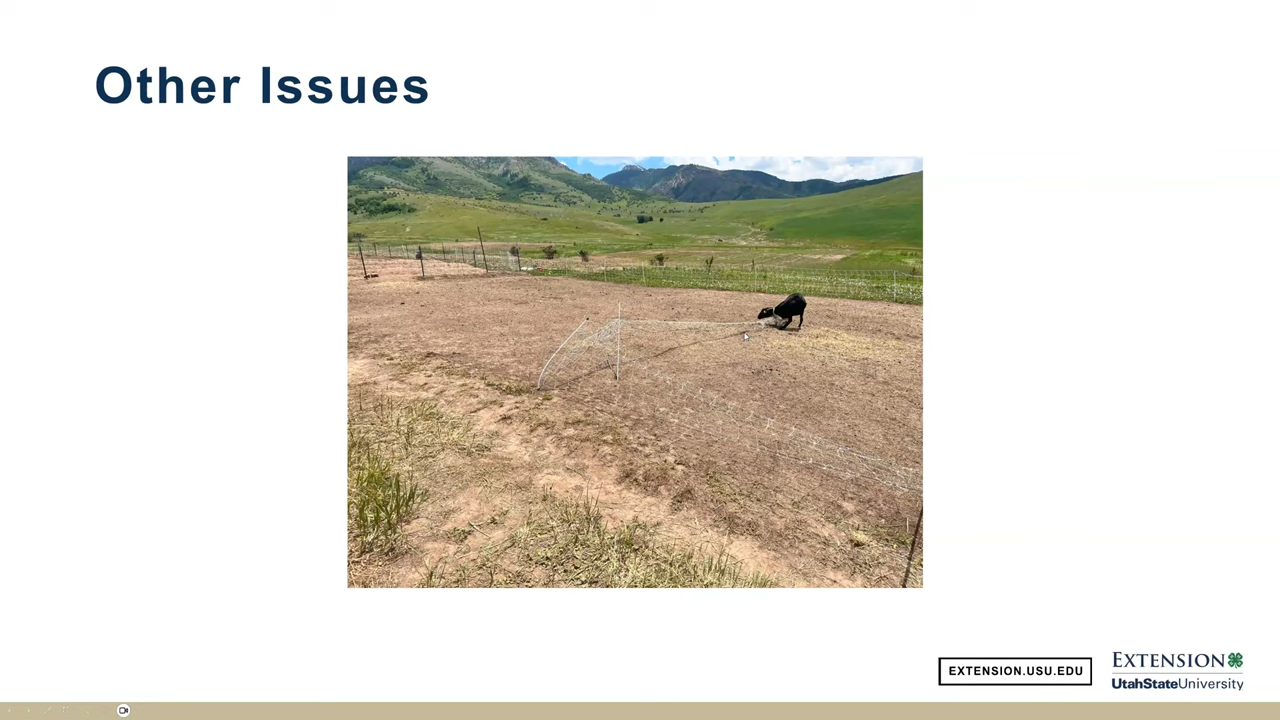 Other Issues
EXTENSION.USU.EDU
EXTENSION
UtahStateUniversity